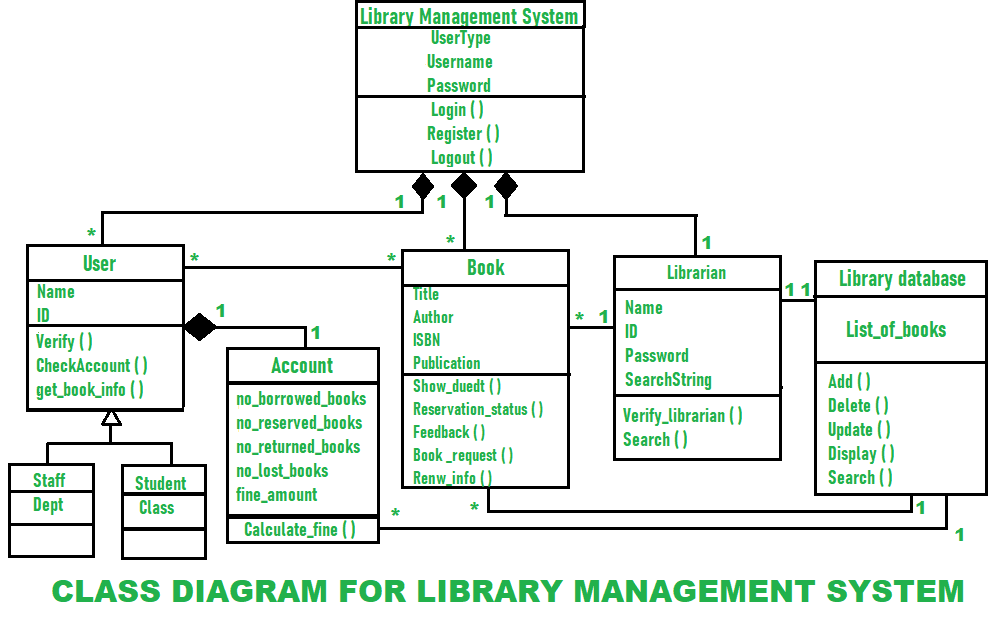 Library Management System
UserType
Username
Password
Login ( )
Register ( )
Logout ( )
1 1 1
* * 1
User
Name
ID
Verify ( )
CheckAccount ( )
get_book_info ( )
* *
1
1
Account
no_borrowed_books
no_reserved_books
no_returned_books
no_lost_books
fine_amount
Calculate_fine ( )
Staff
Dept
Student
Class
Book
Title
Author
ISBN
Publication
Show_duedt ( )
Reservation_status ( )
Feedback ( )
Book _request ( )
Renw_info ( )
* 1
Librarian
Name
ID
Password
SearchString
Verify_librarian ( )
Search ( )
1 1
Library database
List_of_books
Add ( )
Delete ( )
Update ( )
Display ( )
Search ( )
* 1
* 1
CLASS DIAGRAM FOR LIBRARY MANAGEMENT SYSTEM